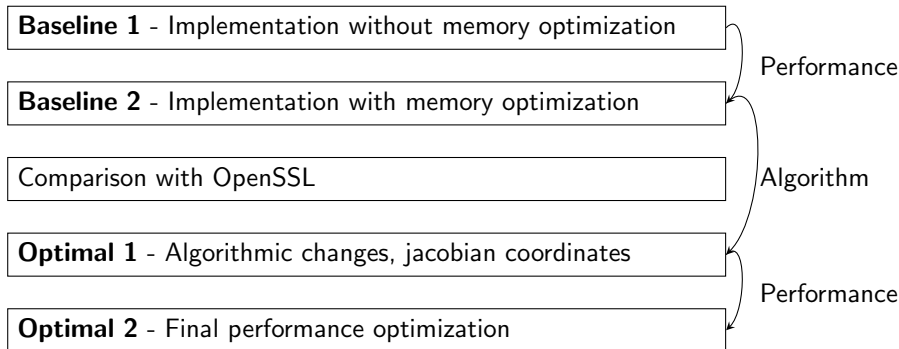 Baseline 1 - Implementation without memory optimization
Performance
Baseline 2 - Implementation with memory optimization
Comparison with OpenSSL
Algorithm
Optimal 1 - Algorithmic changes, jacobian coordinates
Performance
Optimal 2 - Final performance optimization